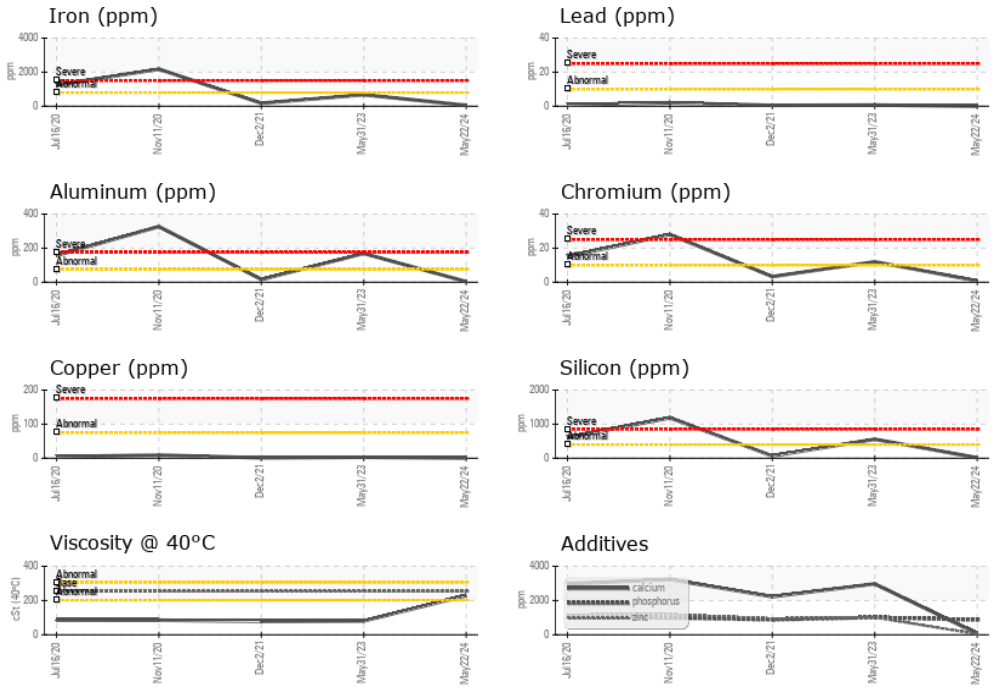 Iron (ppm)
4000
2000
0
ppm
Severe
Abnormal
Jul16/20
Nov11/20
Dec2/21
May31/23
May22/24
Lead (ppm)
40
20
0
ppm
Severe
Abnormal
Jul16/20
Nov11/20
Dec2/21
May31/23
May22/24
Aluminum (ppm)
400
200
0
ppm
Severe
Abnormal
Jul16/20
Nov11/20
Dec2/21
May31/23
May22/24
Chromium (ppm)
40
20
0
ppm
Severe
Abnormal
Jul16/20
Nov11/20
Dec2/21
May31/23
May22/24
Copper (ppm)
200
100
0
ppm
Severe
Abnormal
Jul16/20
Nov11/20
Dec2/21
May31/23
May22/24
Silicon (ppm)
2000
1000
0
ppm
Severe
Abnormal
Jul16/20
Nov11/20
Dec2/21
May31/23
May22/24
Viscosity @ 40°C
400
200
0
cSt (40°C)
Abnormal
Base
Abnormal
Jul16/20
Nov11/20
Dec2/21
May31/23
May22/24
Additives
4000
2000
0
ppm
calcium
phosphorus
zinc
Jul16/20
Nov11/20
Dec2/21
May31/23
May22/24